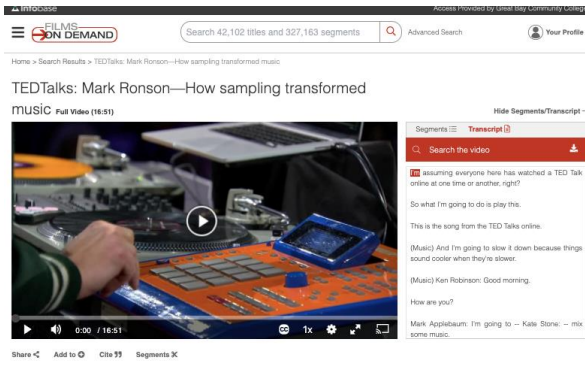 Infobase
Access Provided by Great Bay Community College
FILMS
ON DEMAND
Search 42,102 titles and 327,163 segments
Advanced Search
Your Profile
Home > Search Results > TEDTalks: Mark Ronson—How sampling transformed music
TEDTalks: Mark Ronson—How sampling transformed
music Full Video (16:51)
Hide Segments/Transcript
Segments
Transcript
Search the video
I'm assuming everyone here has watched a TED Talk
online at one time or another, right?
So what I'm going to do is play this.
This is the song from the TED Talks online.
(Music) And I'm going to slow it down because things
sound cooler when they're slower.
(Music) Ken Robinson: Good morning.
How are you?
Mark Applebaum: I'm going to -- Kate Stone: -- mix
some music.
0:00 / 16:51
CC
1x
Share
Add to
Cite
Segments